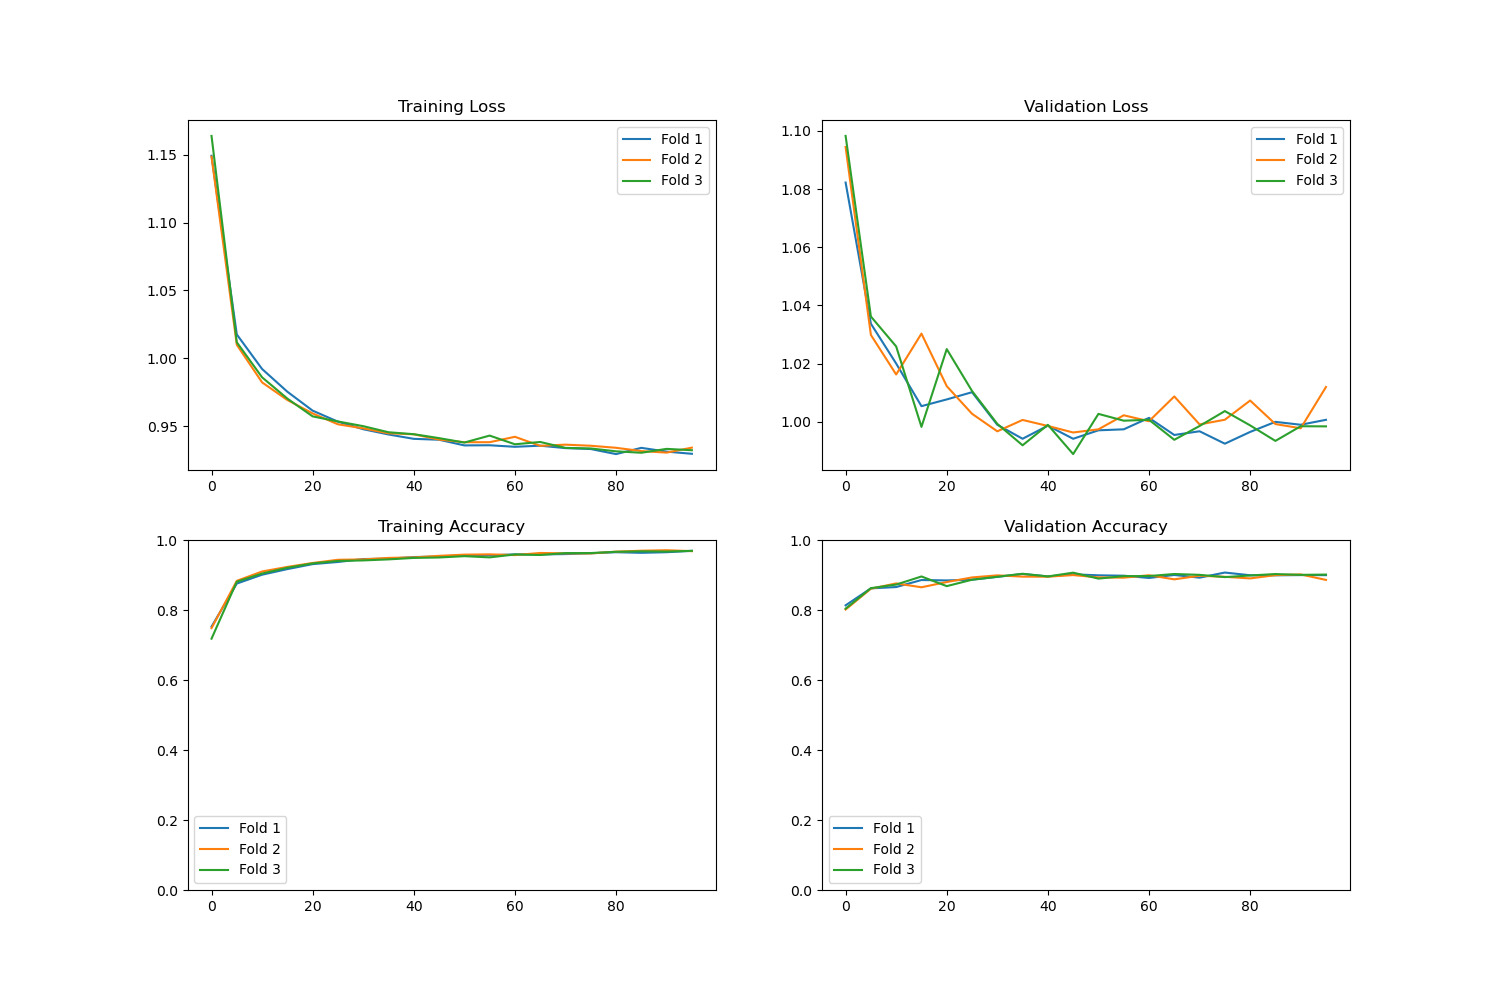 Training Loss
1.15
1.10
1.05
1.00
0.95
0
20
40
60
80
Fold 1
Fold 2
Fold 3
Validation Loss
1.10
1.08
1.06
1.04
1.02
1.00
0
20
40
60
80
Fold 1
Fold 2
Fold 3
Training Accuracy
1.0
0.8
0.6
0.4
0.2
0.0
0
20
40
60
80
Fold 1
Fold 2
Fold 3
Validation Accuracy
1.0
0.8
0.6
0.4
0.2
0.0
0
20
40
60
80
Fold 1
Fold 2
Fold 3